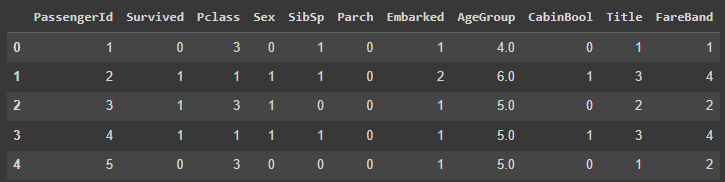 PassengerId Survived Pclass Sex SibSp Parch Embarked AgeGroup CabinBool Title FareBand
0 1 0 3 0 1 0 1 4.0 0 1 1
1 2 1 1 1 1 0 2 6.0 1 3 4
2 3 1 3 1 0 0 1 5.0 0 2 2
3 4 1 1 1 1 0 1 5.0 1 3 4
4 5 0 3 0 0 0 1 5.0 0 1 2